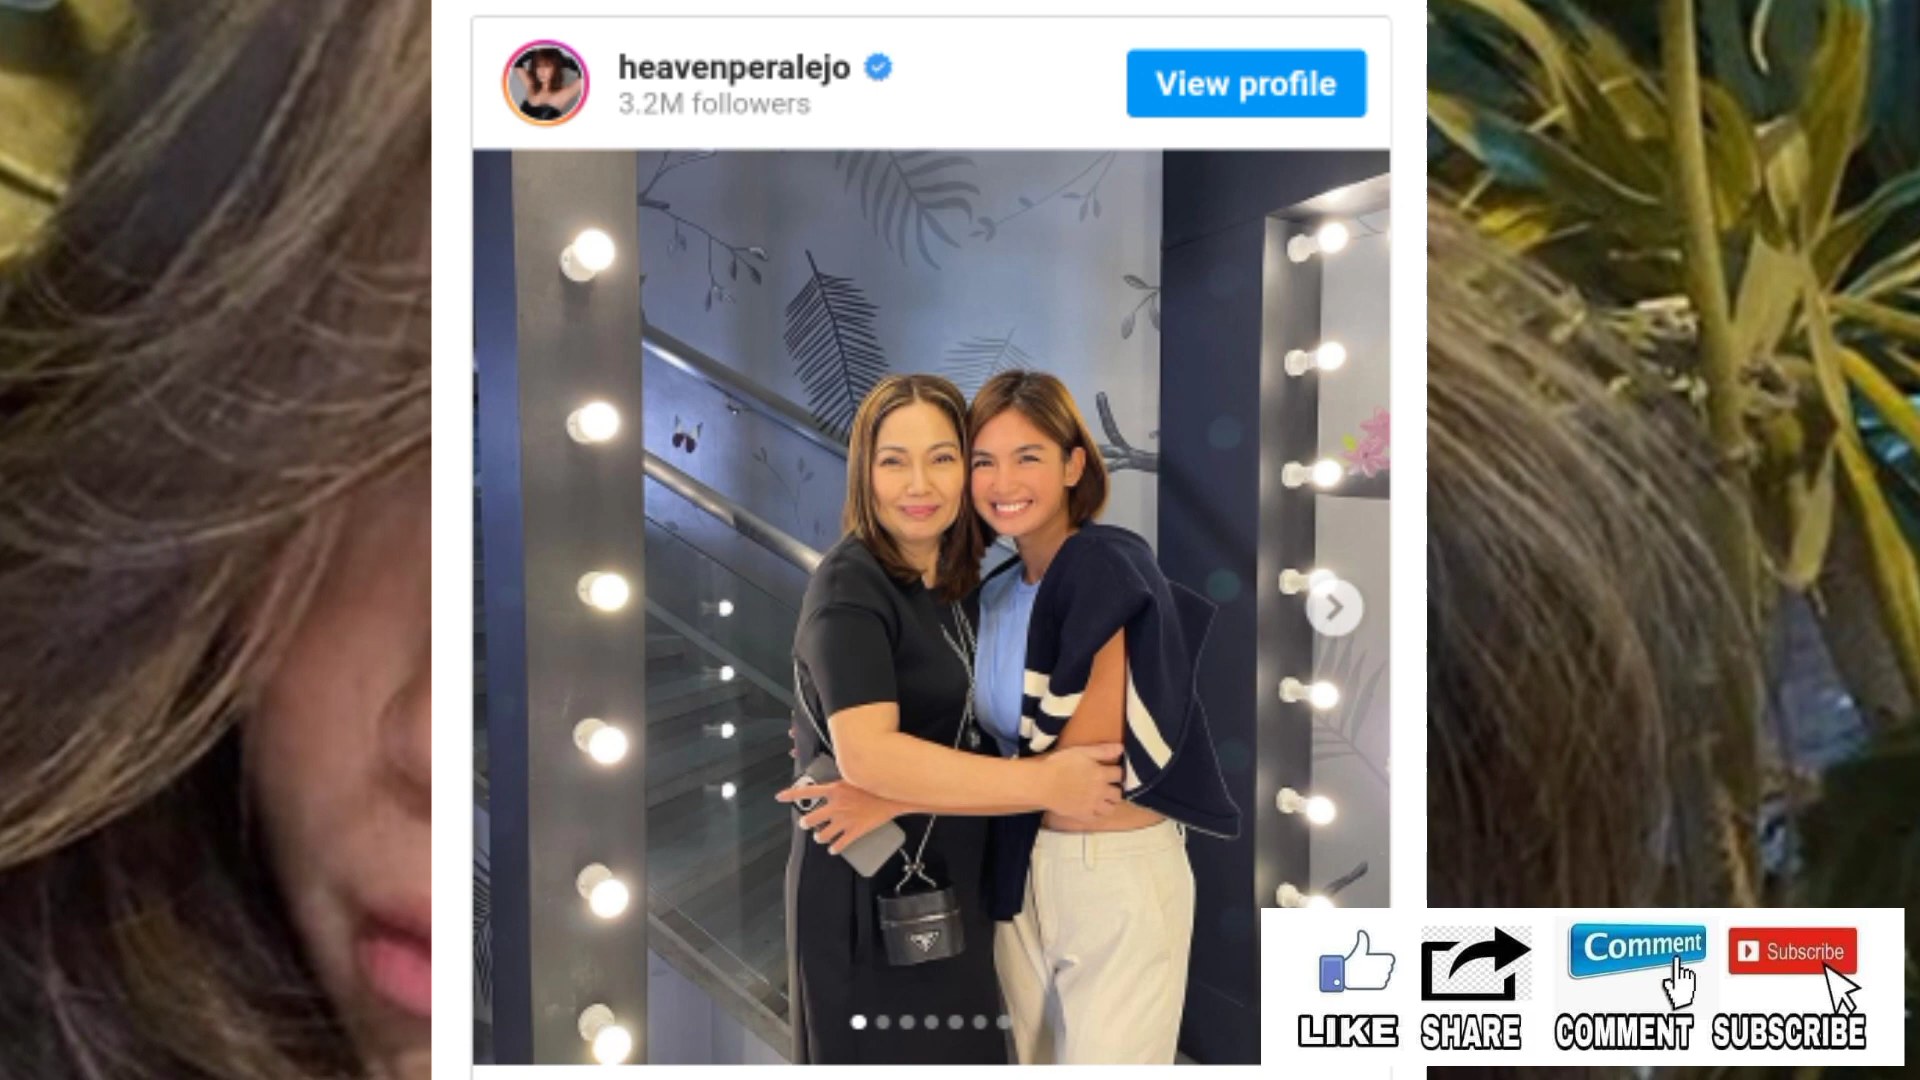 heavenperalejo
3.2M followers
View profile
Comment
Subscribe
LIKE SHARE COMMENT SUBSCRIBE